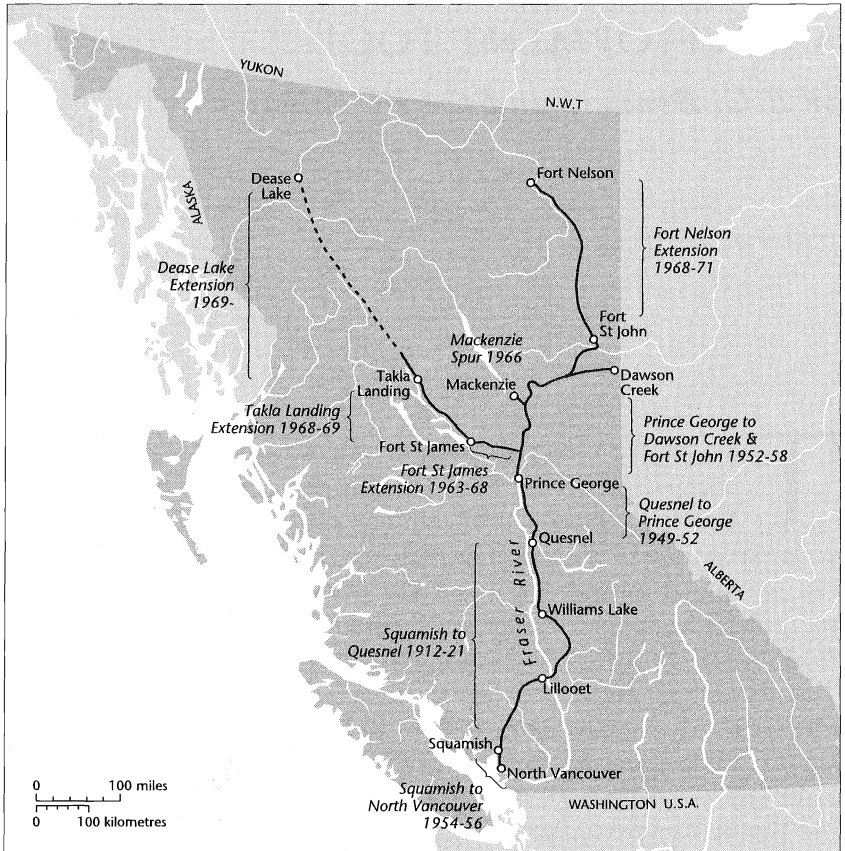 YUKON
N.W.T
Dease
Lake
Fort Nelson
ALASKA
Fort Nelson
Extension
1968-71
Dease Lake
Extension
1969-
Fort
St John
Mackenzie
Spur 1966
Takla
Landing
Mackenzie
Dawson
Creek
Takla Landing
Extension 1968-69
Prince George to
Dawson Creek &
Fort St John 1952-58
Fort St James
Fort St James
Extension 1963-68
Prince George
Quesnel to
Prince George
1949-52
Quesnel
ALBERTA
Fraser River
Williams Lake
Squamish to
Quesnel 1912-21
Lillooet
Squamish
North Vancouver
0 100 miles
0 100 kilometres
Squamish to
North Vancouver
1954-56
WASHINGTON U.S.A.